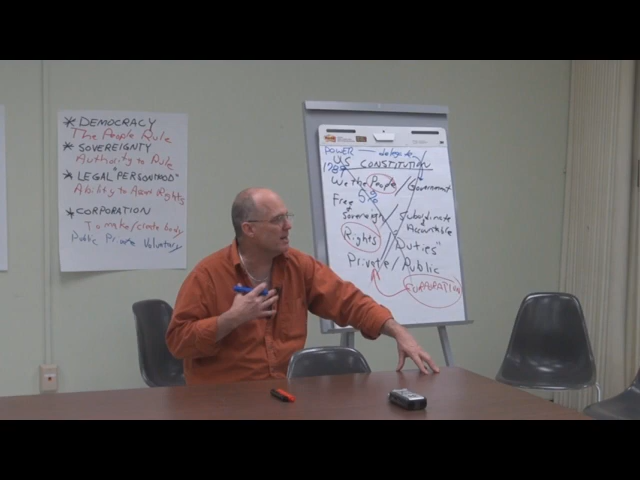 * DEMOCRACY
The People Rule
* SOVEREIGNTY
Authority to Rule
* LEGAL "PERSONHOOD"
Ability to Assert Rights
* CORPORATION
To make/create body
Public Private Voluntary
POWER
US CONSTITUTION
1789
We the People / Government
5%
Free
Sovereign / Subordinate
Accountable
Rights / Duties"
Private / Public
CORPORATION